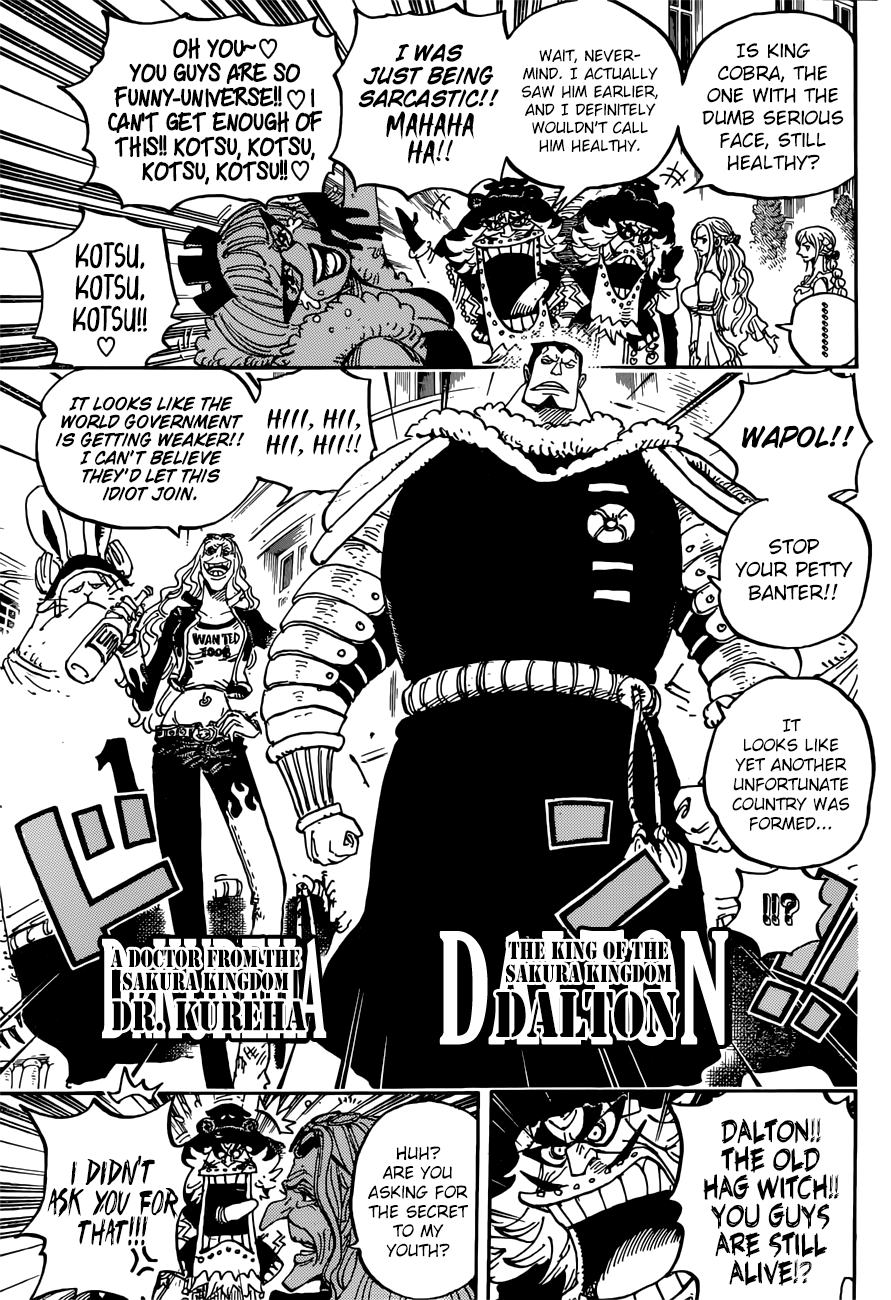 IS KING
COBRA, THE
ONE WITH THE
DUMB SERIOUS
FACE, STILL
HEALTHY?
WAIT, NEVER-
MIND. I ACTUALLY
SAW HIM EARLIER,
AND I DEFINITELY
WOULDN'T CALL
HIM HEALTHY.
I WAS
JUST BEING
SARCASTIC!!
MAHAHA
HA!!
OH YOU~♡
YOU GUYS ARE SO
FUNNY-UNIVERSE!! ♡ I
CAN'T GET ENOUGH OF
THIS!! KOTSU, KOTSU,
KOTSU, KOTSU!!♡
KOTSU,
KOTSU,
KOTSU!!
♡
WAPOL!!
STOP
YOUR PETTY
BANTER!!
IT
LOOKS LIKE
YET ANOTHER
UNFORTUNATE
COUNTRY WAS
FORMED...
!!?
HIII, HII,
HII, HII!!
IT LOOKS LIKE THE
WORLD GOVERNMENT
IS GETTING WEAKER!!
I CAN'T BELIEVE
THEY'D LET THIS
IDIOT JOIN.
WANTED
ド
DALTON
THE KING OF THE
SAKURA KINGDOM
DALTON
A DOCTOR FROM THE
SAKURA KINGDOM
DR. KUREHA
DALTON!!
THE OLD
HAG WITCH!!
YOU GUYS
ARE STILL
ALIVE!?
HUH?
ARE YOU
ASKING FOR
THE SECRET
TO MY
YOUTH?
I DIDN'T
ASK YOU FOR
THAT!!!